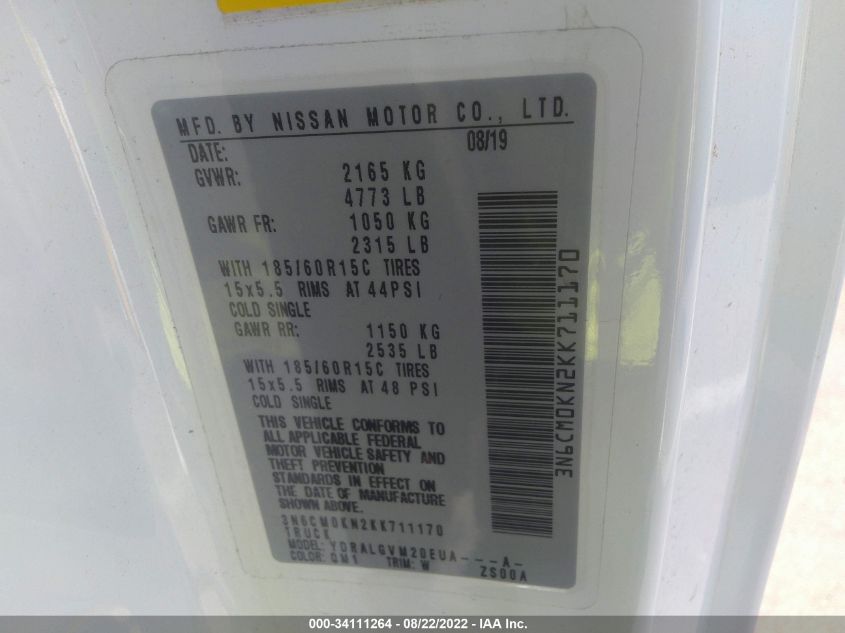 MFD. BY NISSAN MOTOR CO., LTD.
DATE: 08/19
GVWR: 2165 KG
4773 LB
GAWR FR: 1050 KG
2315 LB
WITH 185/60R15C TIRES
15x5.5 RIMS AT 44PSI
COLD SINGLE
GAWR RR: 1150 KG
2535 LB
WITH 185/60R15C TIRES
15x5.5 RIMS AT 48 PSI
COLD SINGLE
THIS VEHICLE CONFORMS TO
ALL APPLICABLE FEDERAL
MOTOR VEHICLE SAFETY AND
THEFT PREVENTION
STANDARDS IN EFFECT ON
THE DATE OF MANUFACTURE
SHOWN ABOVE.
3N6CM0KN2KK711170
TRUCK
MODEL: YDRALGVM20EUA---A-
COLOR: QM1 TRIM: W ZS00A
3N6CM0KN2KK711170
000-34111264 - 08/22/2022 - IAA Inc.